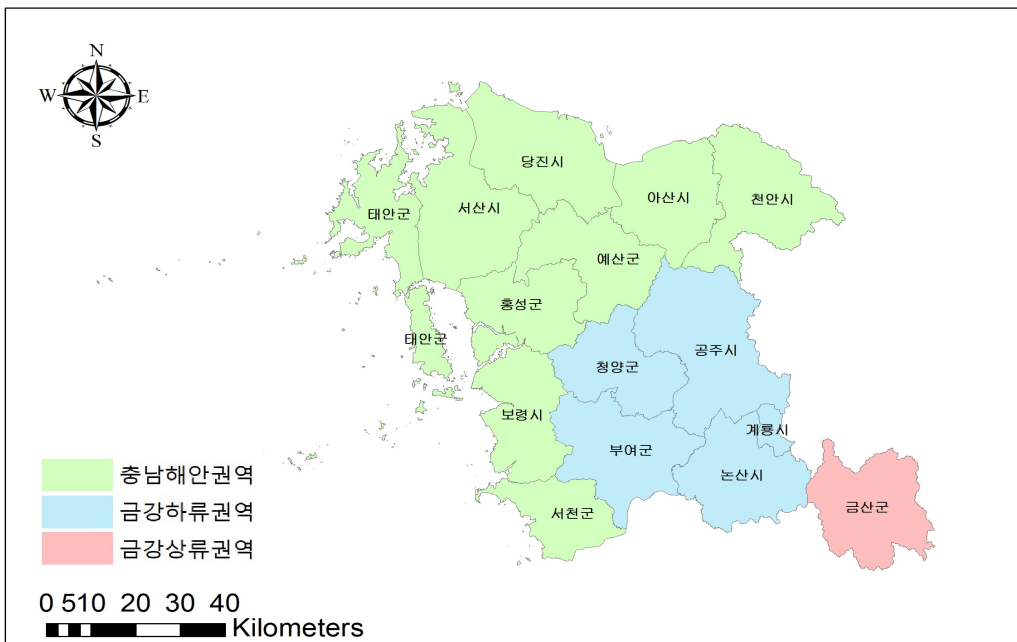 N
W E
S
당진시
아산시
천안시
서산시
태안군
예산군
홍성군
태안군
공주시
청양군
보령시
계룡시
부여군
논산시
금산군
서천군
충남해안권역
금강하류권역
금강상류권역
0 510 20 30 40
Kilometers